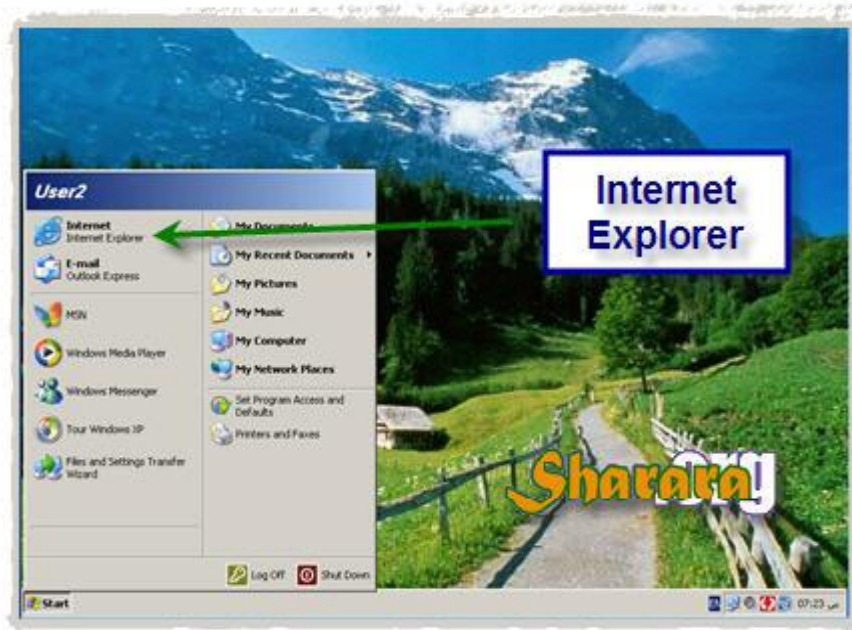 User2
Internet
Internet Explorer
E-mail
Outlook Express
MSN
Windows Media Player
Windows Messenger
Tour Windows XP
Files and Settings Transfer
Wizard
My Documents
My Recent Documents
My Pictures
My Music
My Computer
My Network Places
Set Program Access and
Defaults
Printers and Faxes
Log Off
Shut Down
Start
EN
07:23 ص
Internet
Explorer
Sharara
.org